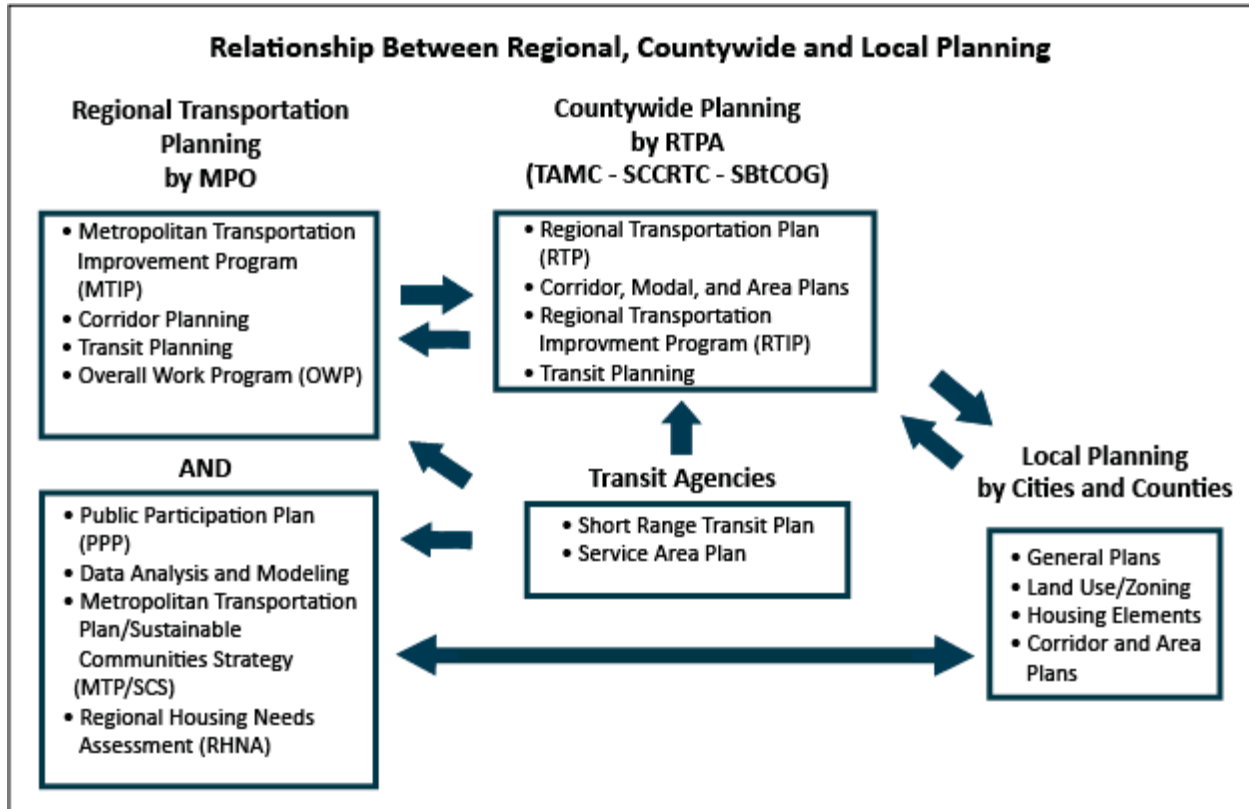 Relationship Between Regional, Countywide and Local Planning
Regional Transportation
Planning
by MPO
• Metropolitan Transportation
Improvement Program
(MTIP)
• Corridor Planning
• Transit Planning
• Overall Work Program (OWP)
AND
• Public Participation Plan
(PPP)
• Data Analysis and Modeling
• Metropolitan Transportation
Plan/Sustainable
Communities Strategy
(MTP/SCS)
• Regional Housing Needs
Assessment (RHNA)
Countywide Planning
by RTPA
(TAMC - SCCRTC - SBtCOG)
• Regional Transportation Plan
(RTP)
• Corridor, Modal, and Area Plans
• Regional Transportation
Improvment Program (RTIP)
• Transit Planning
Transit Agencies
• Short Range Transit Plan
• Service Area Plan
Local Planning
by Cities and Counties
• General Plans
• Land Use/Zoning
• Housing Elements
• Corridor and Area
Plans